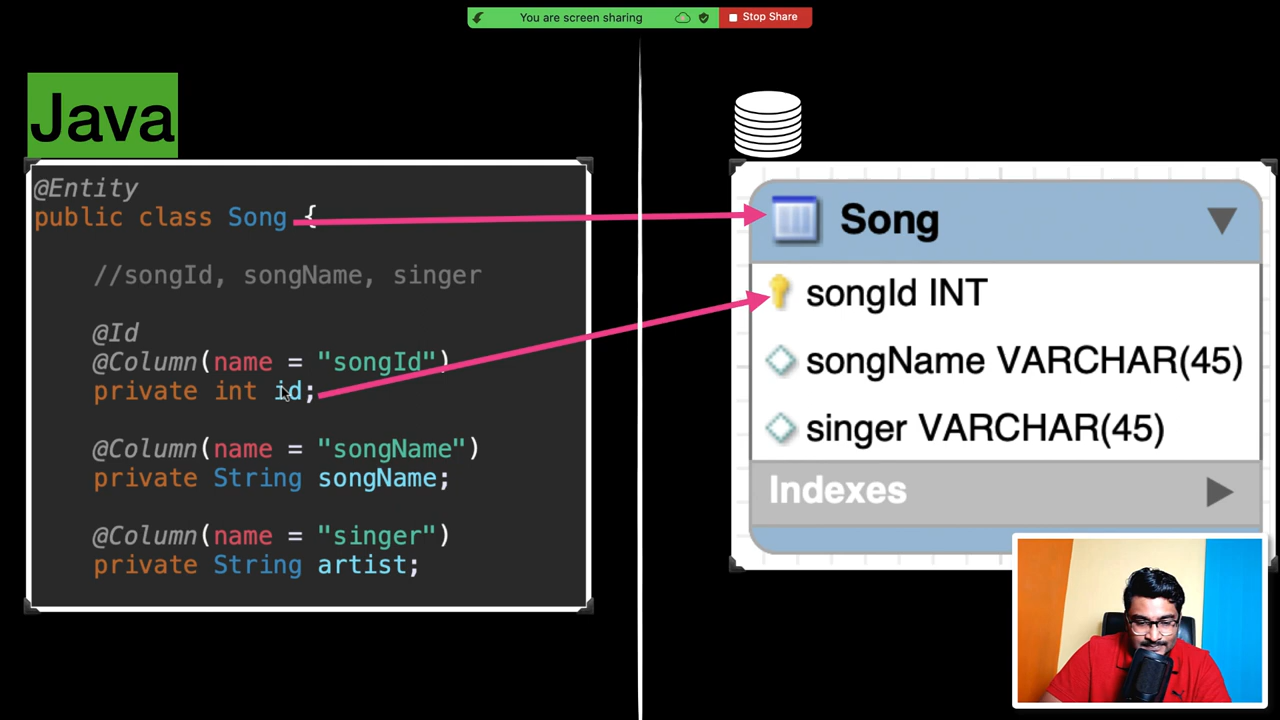 You are screen sharing
Stop Share
Java
@Entity
public class Song {
//songId, songName, singer
@Id
@Column(name = "songId")
private int id;
@Column(name = "songName")
private String songName;
@Column(name = "singer")
private String artist;
Song
songId INT
songName VARCHAR(45)
singer VARCHAR(45)
Indexes